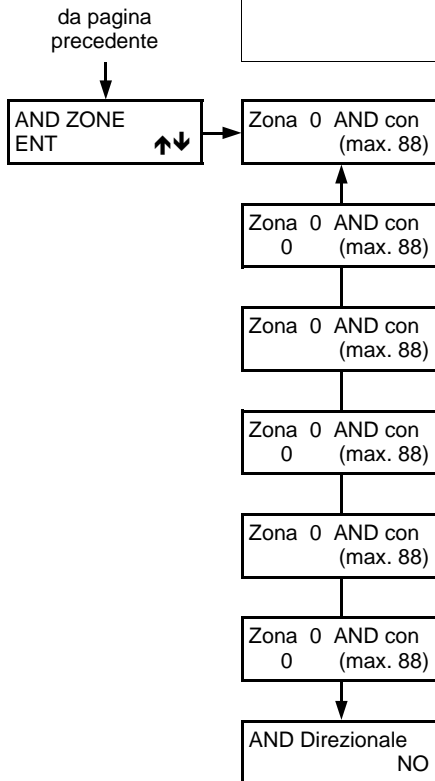 da pagina
precedente
AND ZONE
ENT ↑↓
Zona 0 AND con
(max. 88)
Zona 0 AND con
0 (max. 88)
Zona 0 AND con
(max. 88)
Zona 0 AND con
0 (max. 88)
Zona 0 AND con
(max. 88)
Zona 0 AND con
0 (max. 88)
AND Direzionale
NO